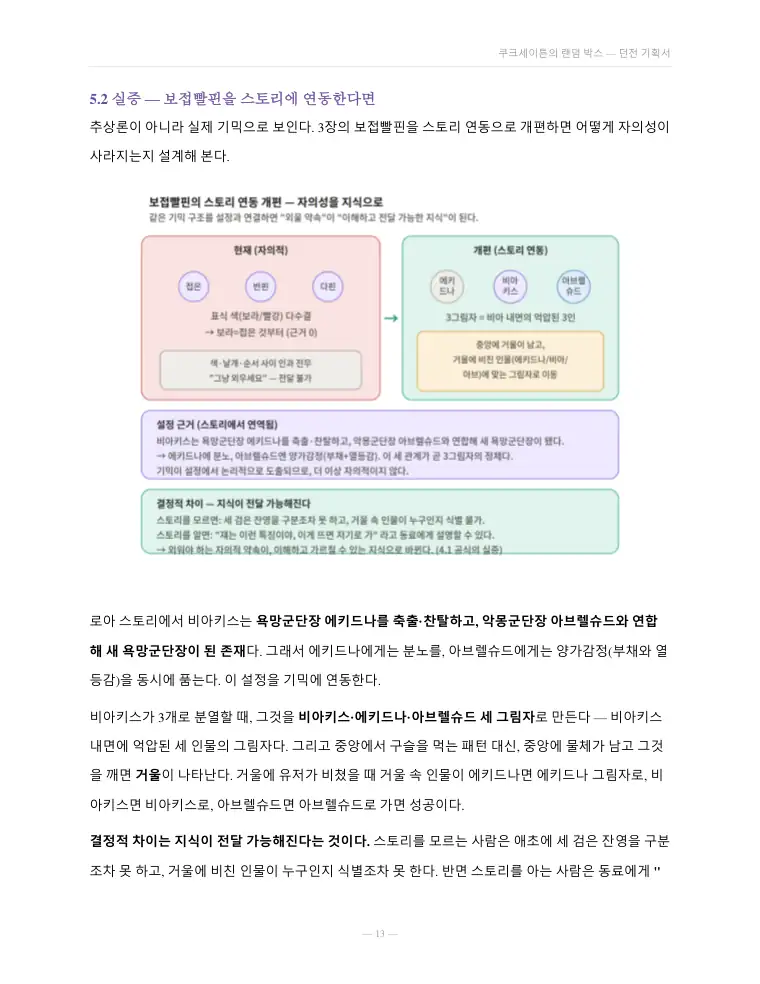 쿠크세이튼의 랜덤 박스 — 던전 기획서
5.2 실증 — 보접빨핀을 스토리에 연동한다면
추상론이 아니라 실제 기믹으로 보인다. 3장의 보접빨핀을 스토리 연동으로 개편하면 어떻게 자의성이
사라지는지 설계해 본다.
보접빨핀의 스토리 연동 개편 — 자의성을 지식으로
같은 기믹 구조를 설정과 연결하면 "외울 약속"이 "이해하고 전달 가능한 지식"이 된다.
현재 (자의적)
접은
반핀
다핀
표식 색(보라/빨강) 다수결
→ 보라=접은 것부터 (근거 0)
색·날개·순서 사이 인과 전무
"그냥 외우세요" — 전달 불가
→
개편 (스토리 연동)
에키
드나
비아
키스
아브렐
슈드
3그림자 = 비아 내면의 억압된 3인
중앙에 거울이 남고,
거울에 비친 인물(에키드나/비아/
아브)에 맞는 그림자로 이동
설정 근거 (스토리에서 연역됨)
비아키스는 욕망군단장 에키드나를 축출·찬탈하고, 악몽군단장 아브렐슈드와 연합해 새 욕망군단장이 됐다.
→ 에키드나에 분노, 아브렐슈드엔 양가감정(부채+열등감). 이 세 관계가 곧 3그림자의 정체다.
기믹이 설정에서 논리적으로 도출되므로, 더 이상 자의적이지 않다.
결정적 차이 — 지식이 전달 가능해진다
스토리를 모르면: 세 검은 잔영을 구분조차 못 하고, 거울 속 인물이 누구인지 식별 불가.
스토리를 알면: "쟤는 이런 특징이야, 이게 뜨면 저기로 가" 라고 동료에게 설명할 수 있다.
→ 외워야 하는 자의적 약속이, 이해하고 가르칠 수 있는 지식으로 바뀐다. (4.1 공식의 실증)
로아 스토리에서 비아키스는 욕망군단장 에키드나를 축출·찬탈하고, 악몽군단장 아브렐슈드와 연합
해 새 욕망군단장이 된 존재다. 그래서 에키드나에게는 분노를, 아브렐슈드에게는 양가감정(부채와 열
등감)을 동시에 품는다. 이 설정을 기믹에 연동한다.
비아키스가 3개로 분열할 때, 그것을 비아키스·에키드나·아브렐슈드 세 그림자로 만든다 — 비아키스
내면에 억압된 세 인물의 그림자다. 그리고 중앙에서 구슬을 먹는 패턴 대신, 중앙에 물체가 남고 그것
을 깨면 거울이 나타난다. 거울에 유저가 비쳤을 때 거울 속 인물이 에키드나면 에키드나 그림자로, 비
아키스면 비아키스로, 아브렐슈드면 아브렐슈드로 가면 성공이다.
결정적 차이는 지식이 전달 가능해진다는 것이다. 스토리를 모르는 사람은 애초에 세 검은 잔영을 구분
조차 못 하고, 거울에 비친 인물이 누구인지 식별조차 못 한다. 반면 스토리를 아는 사람은 동료에게 "
— 13 —